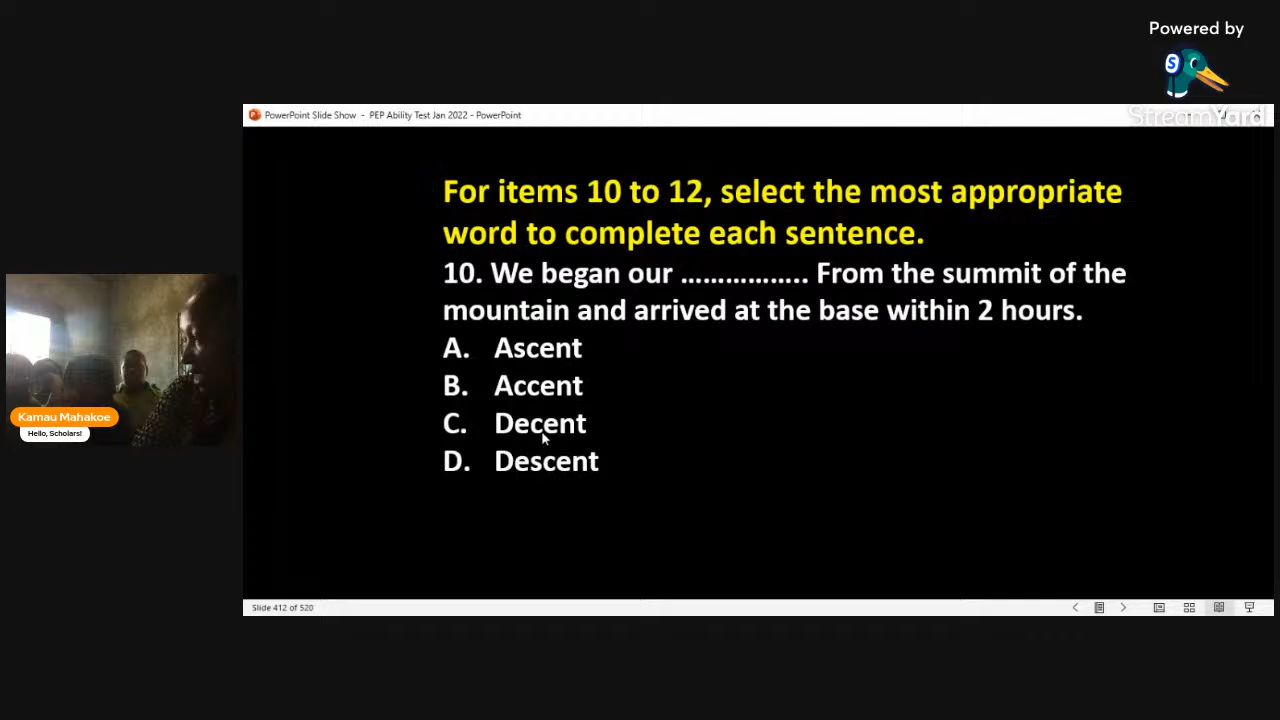 Powered by
StreamYard
PowerPoint Slide Show - PEP Ability Test Jan 2022 - PowerPoint
For items 10 to 12, select the most appropriate
word to complete each sentence.
10. We began our …………….. From the summit of the
mountain and arrived at the base within 2 hours.
A. Ascent
B. Accent
C. Decent
D. Descent
Kamau Mahakoe
Hello, Scholars!
Slide 412 of 520